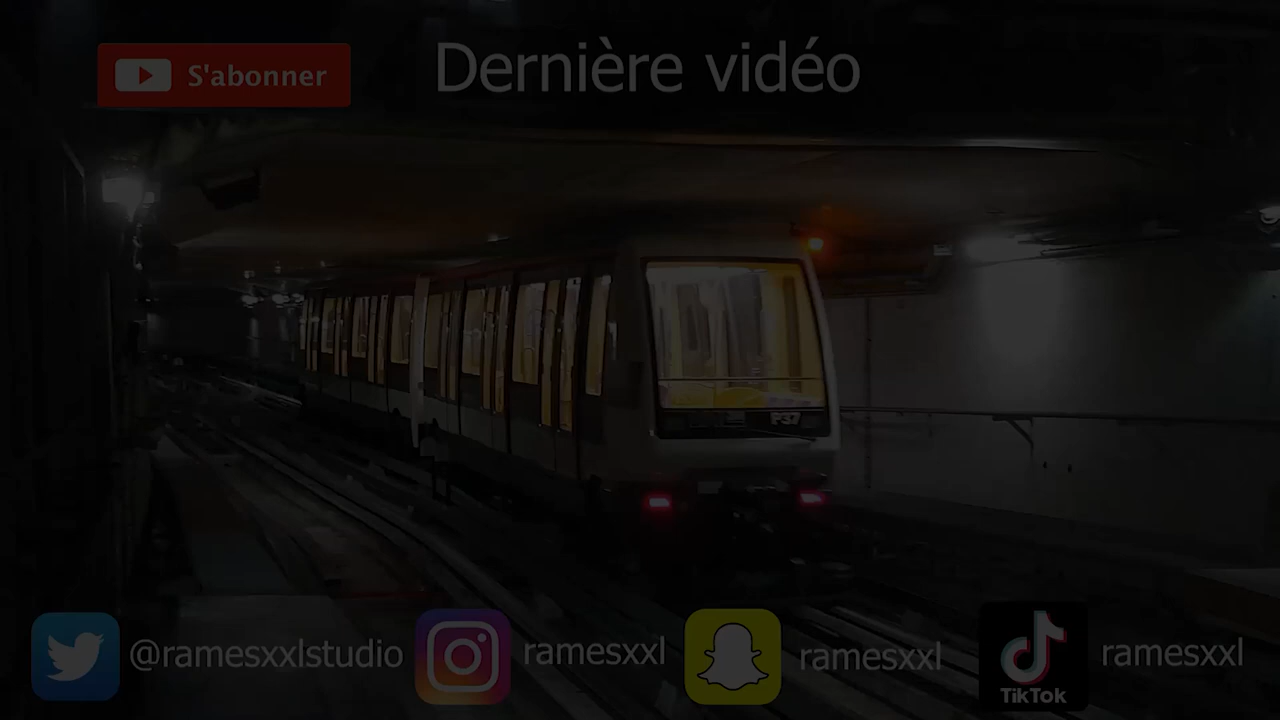 S'abonner
Dernière vidéo
@ramesxxlstudio
ramesxxl
ramesxxl
ramesxxl
TikTok